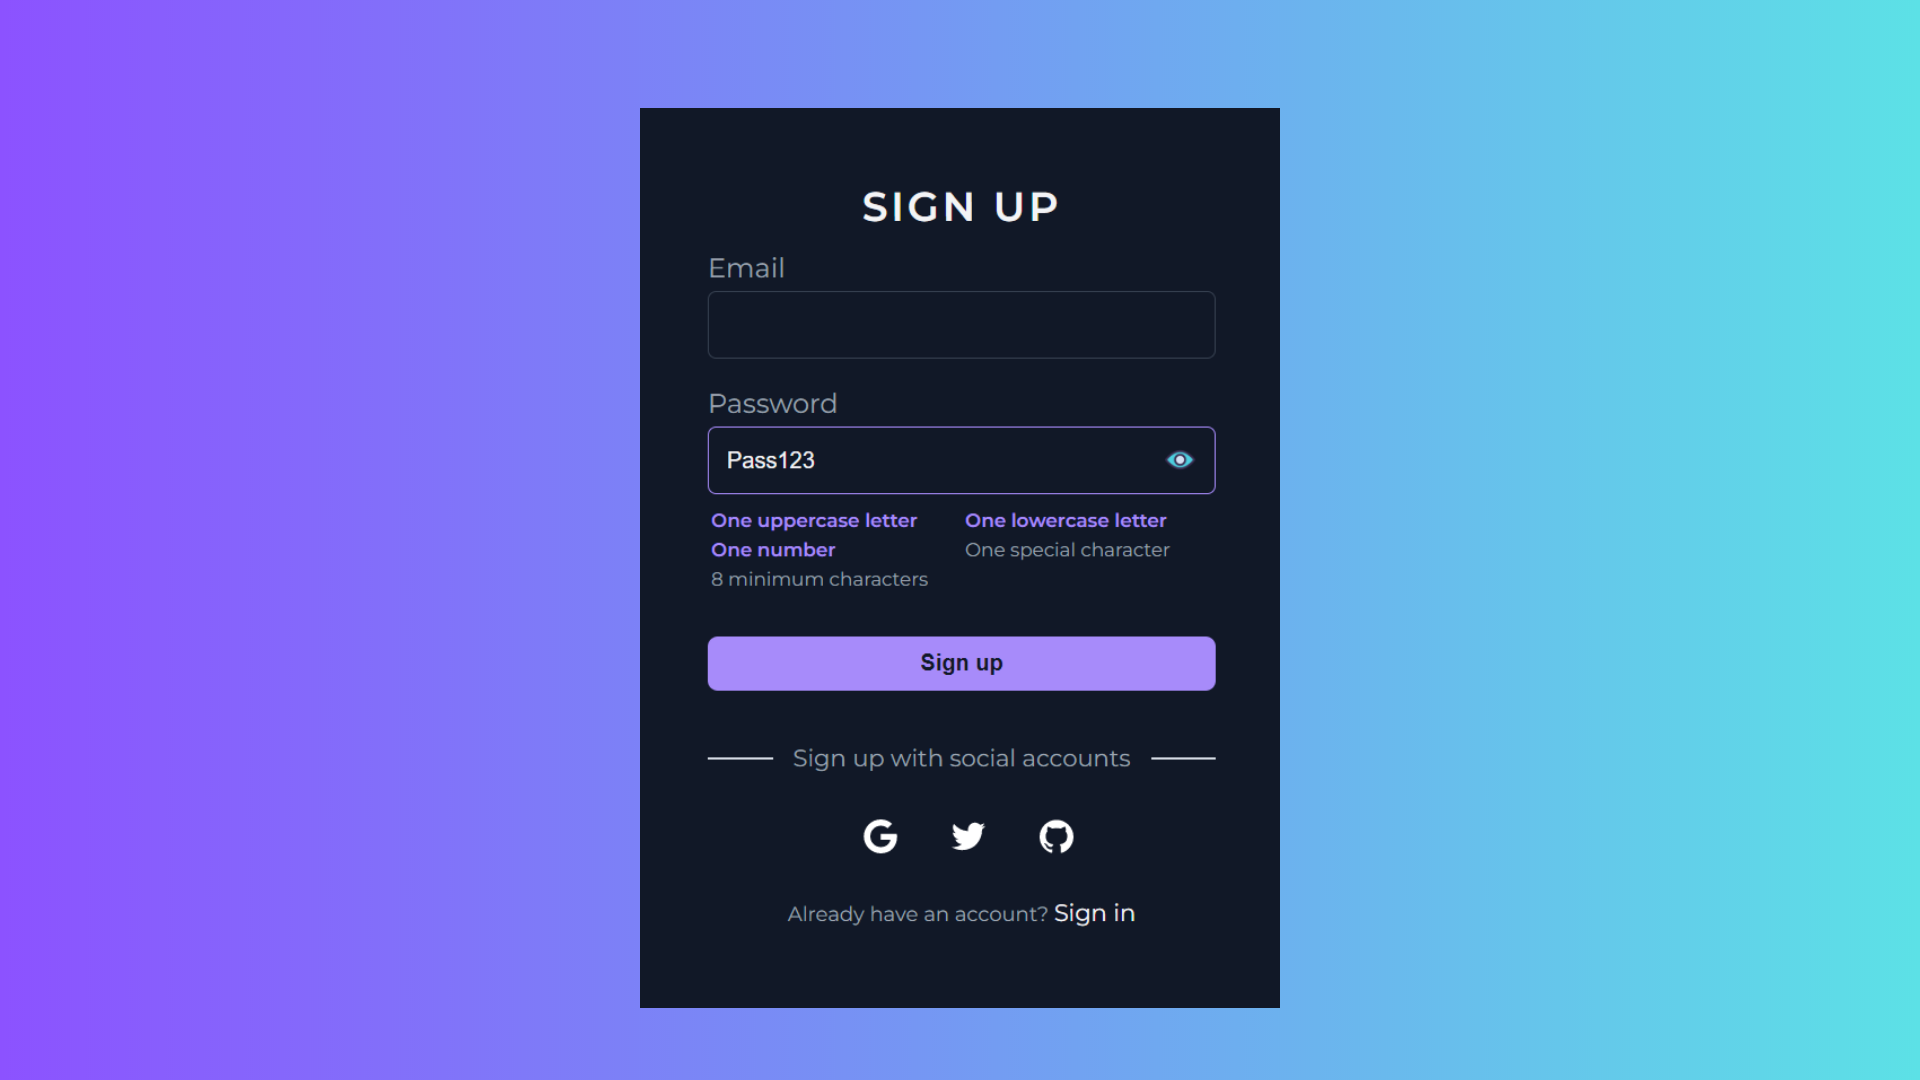 SIGN UP
Email
Password
Pass123
One uppercase letter
One lowercase letter
One number
One special character
8 minimum characters
Sign up
Sign up with social accounts
Already have an account? Sign in